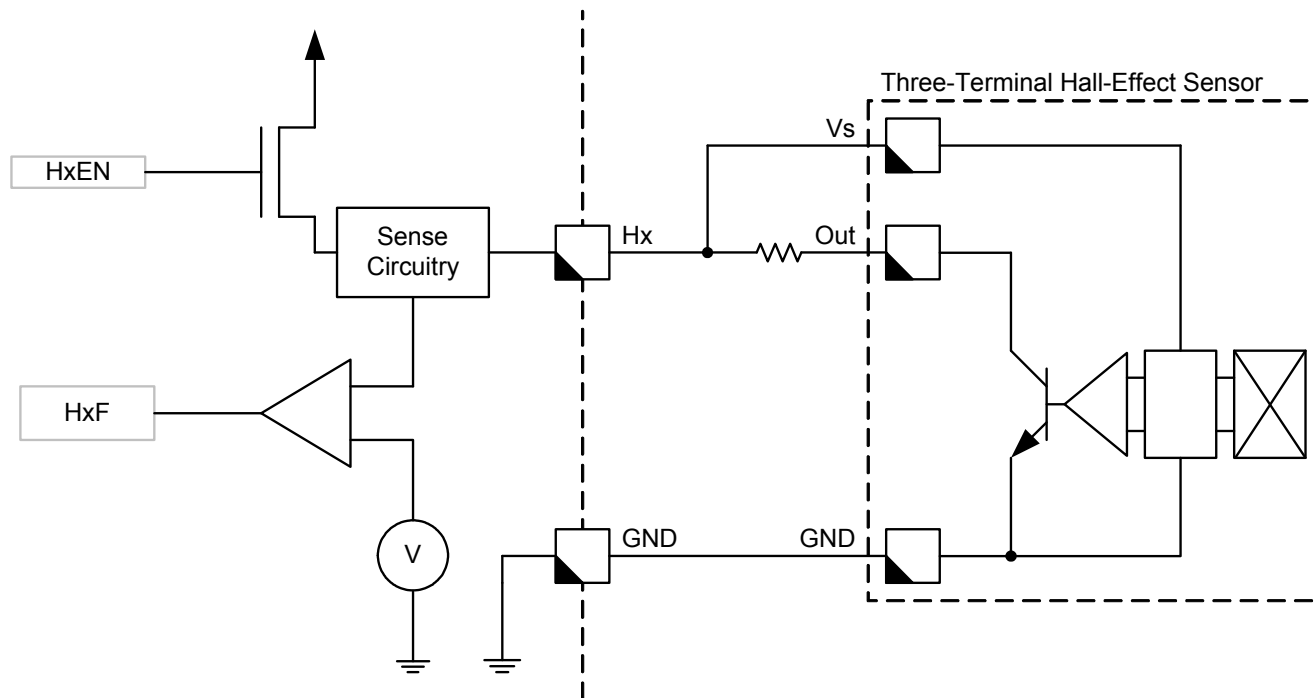 Three-Terminal Hall-Effect Sensor
Vs
HxEN
Sense
Circuitry
Hx
Out
HxF
GND
GND
V